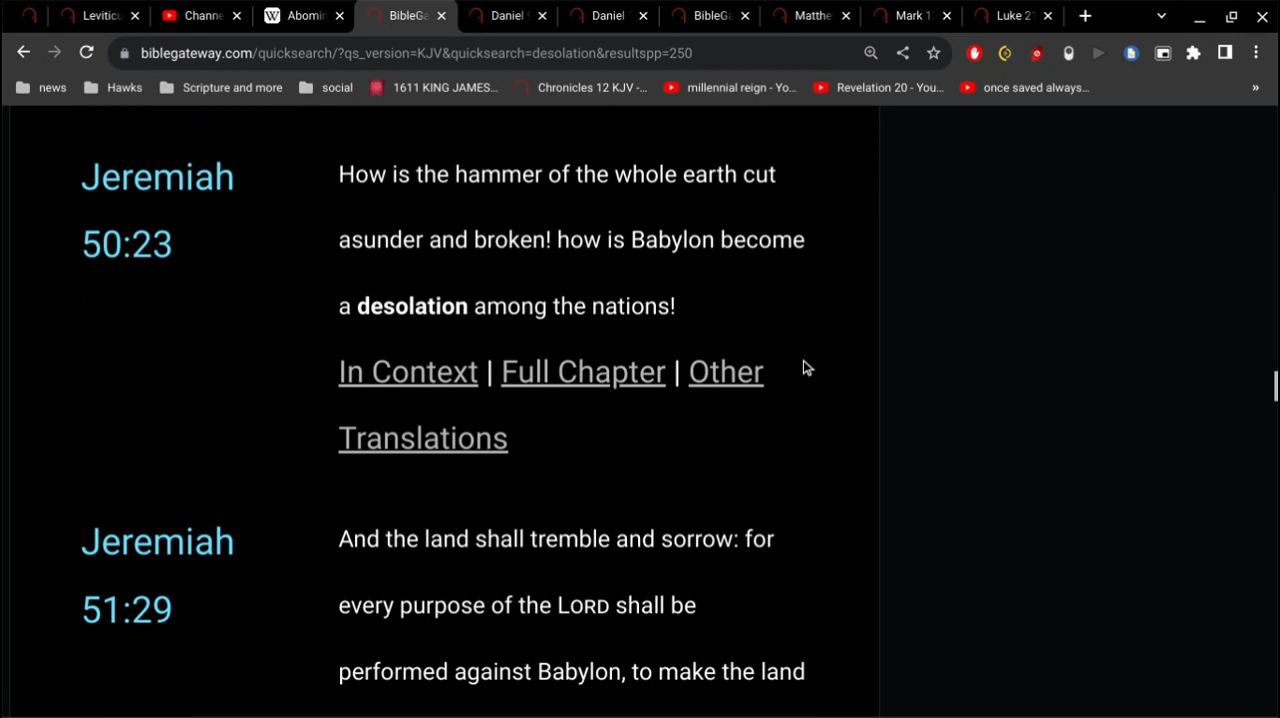 Leviticu
Channe
Abomin
BibleGa
Daniel 9
Daniel
BibleGa
Matthe
Mark 1
Luke 21
biblegateway.com/quicksearch/?qs_version=KJV&quicksearch=desolation&resultspp=250
news
Hawks
Scripture and more
social
1611 KING JAMES...
Chronicles 12 KJV -...
millennial reign - Yo...
Revelation 20 - You...
once saved always...
»
Jeremiah
50:23
How is the hammer of the whole earth cut
asunder and broken! how is Babylon become
a desolation among the nations!
In Context | Full Chapter | Other
Translations
Jeremiah
51:29
And the land shall tremble and sorrow: for
every purpose of the LORD shall be
performed against Babylon, to make the land